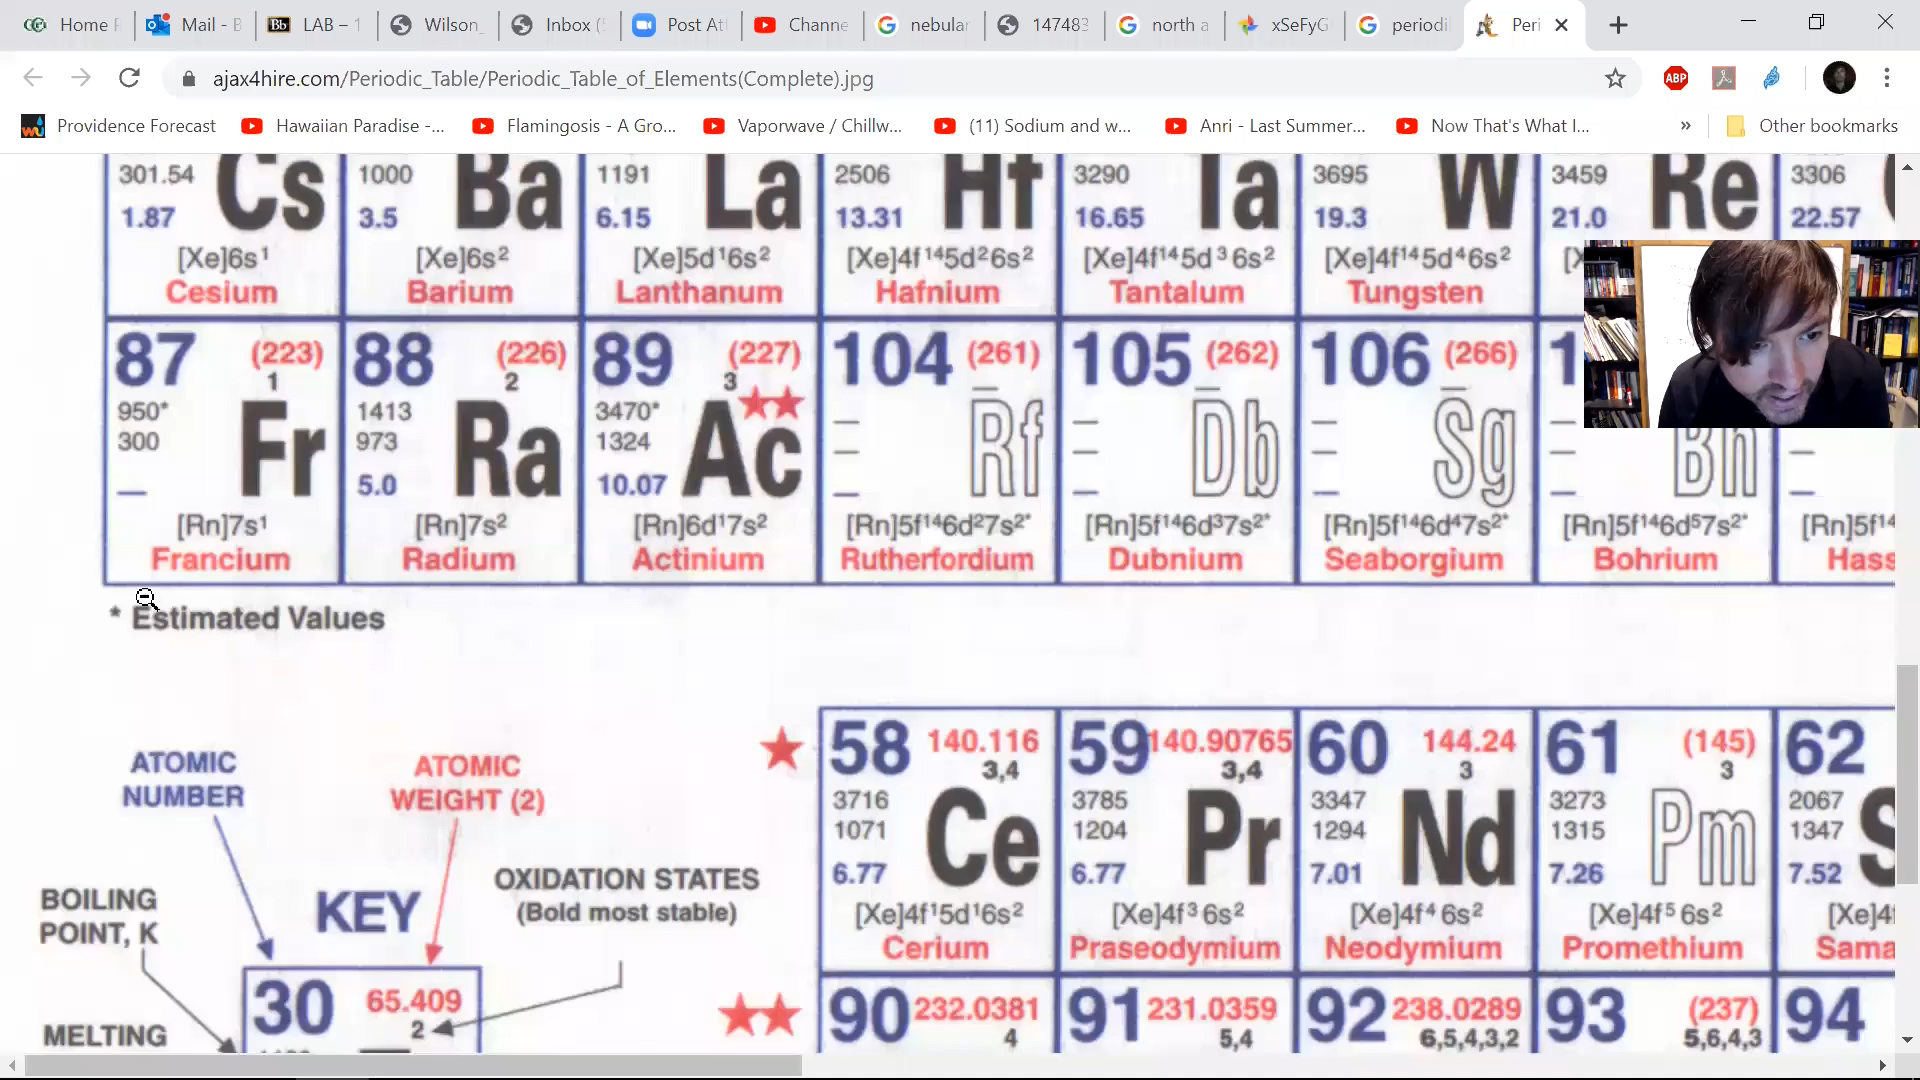 Home
Mail - B
Bb LAB – 1
Wilson_
Inbox (5
Post At
Channe
nebular
147483
north a
xSeFyG
periodi
Peri
ajax4hire.com/Periodic_Table/Periodic_Table_of_Elements(Complete).jpg
ABP
Providence Forecast
Hawaiian Paradise -...
Flamingosis - A Gro...
Vaporwave / Chillw...
(11) Sodium and w...
Anri - Last Summer...
Now That's What I...
» Other bookmarks
301.54 Cs
1.87
[Xe]6s¹
Cesium
1000 Ba
3.5
[Xe]6s²
Barium
1191 La
6.15
[Xe]5d¹6s²
Lanthanum
2506 Hf
13.31
[Xe]4f¹⁴5d²6s²
Hafnium
3290 Ta
16.65
[Xe]4f¹⁴5d³6s²
Tantalum
3695 W
19.3
[Xe]4f¹⁴5d⁴6s²
Tungsten
3459 Re
21.0
3306
22.57
87 (223)
1
950*
300 Fr
—
[Rn]7s¹
Francium
88 (226)
2
1413
973 Ra
5.0
[Rn]7s²
Radium
89 (227)
3
★★
3470*
1324 Ac
10.07
[Rn]6d¹7s²
Actinium
104 (261)
—
—
— Rf
—
[Rn]5f¹⁴6d²7s²*
Rutherfordium
105 (262)
—
—
— Db
—
[Rn]5f¹⁴6d³7s²*
Dubnium
106 (266)
—
—
— Sg
—
[Rn]5f¹⁴6d⁴7s²*
Seaborgium
1
—
— Bh
—
[Rn]5f¹⁴6d⁵7s²*
Bohrium
—
—
[Rn]5f¹⁴
Hass
* Estimated Values
★
58 140.116
3,4
3716
1071 Ce
6.77
[Xe]4f¹5d¹6s²
Cerium
59 140.90765
3,4
3785
1204 Pr
6.77
[Xe]4f³6s²
Praseodymium
60 144.24
3
3347
1294 Nd
7.01
[Xe]4f⁴6s²
Neodymium
61 (145)
3
3273
1315 Pm
7.26
[Xe]4f⁵6s²
Promethium
62
2067
1347 S
7.52
[Xe]4f
Sama
★★
90 232.0381
4
91 231.0359
5,4
92 238.0289
6,5,4,3,2
93 (237)
5,6,4,3
94
ATOMIC
NUMBER
ATOMIC
WEIGHT (2)
OXIDATION STATES
(Bold most stable)
BOILING
POINT, K
KEY
MELTING
30 65.409
2